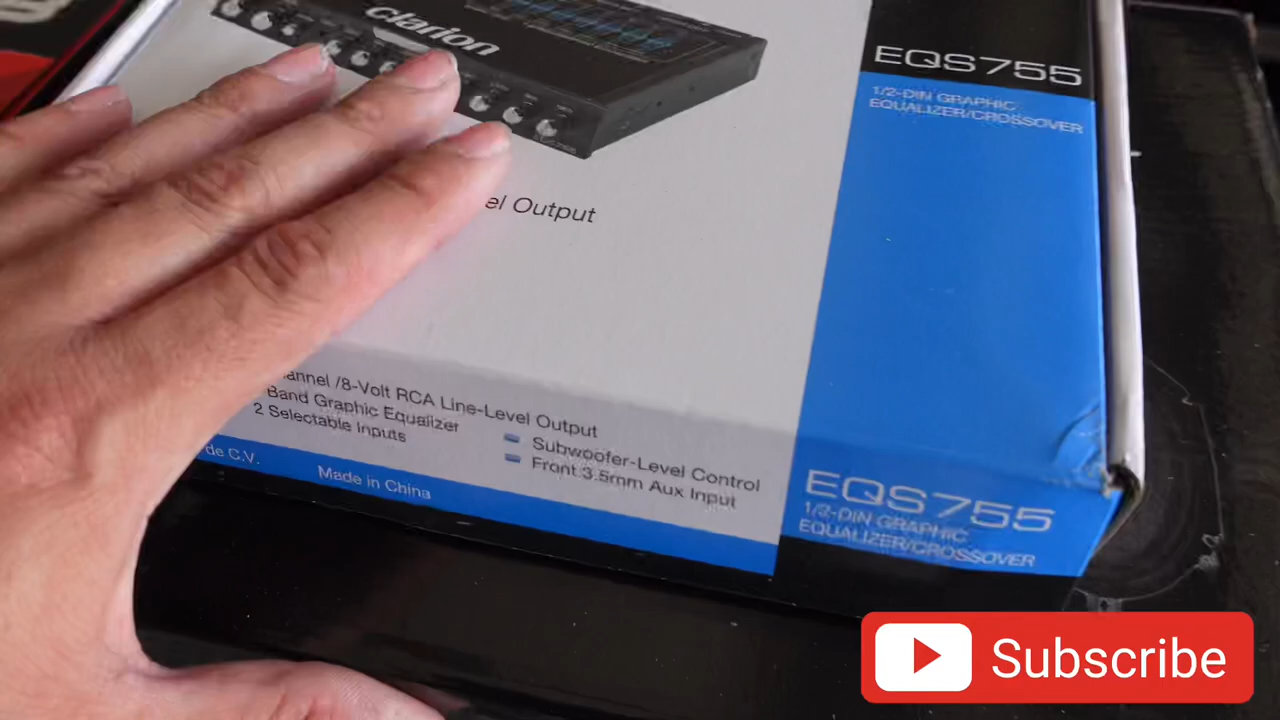 clarion
EQS755
1/2-DIN GRAPHIC
EQUALIZER/CROSSOVER
Output
/8-Volt RCA Line-Level Output
Band Graphic Equalizer
2 Selectable Inputs
Subwoofer-Level Control
Front 3.5mm Aux Input
de C.V.
Made in China
EQS755
1/2-DIN GRAPHIC
EQUALIZER/CROSSOVER
Subscribe